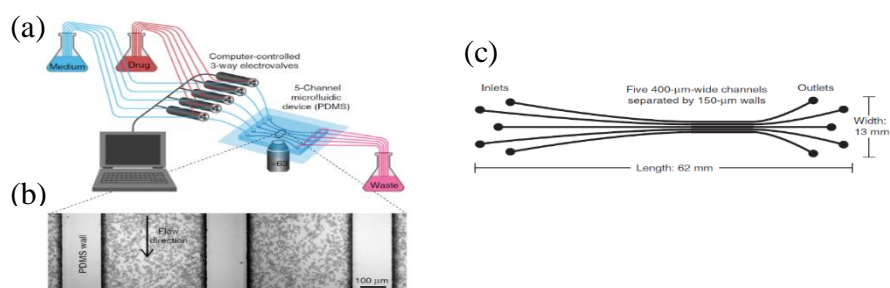 (a)
Medium
Drug
Computer-controlled
3-way electrovalves
5-Channel
microfluidic
device (PDMS)
×63
Waste
(b)
PDMS wall
Flow
direction
100 µm
(c)
Inlets
Five 400-µm-wide channels
separated by 150-µm walls
Outlets
Width:
13 mm
Length: 62 mm